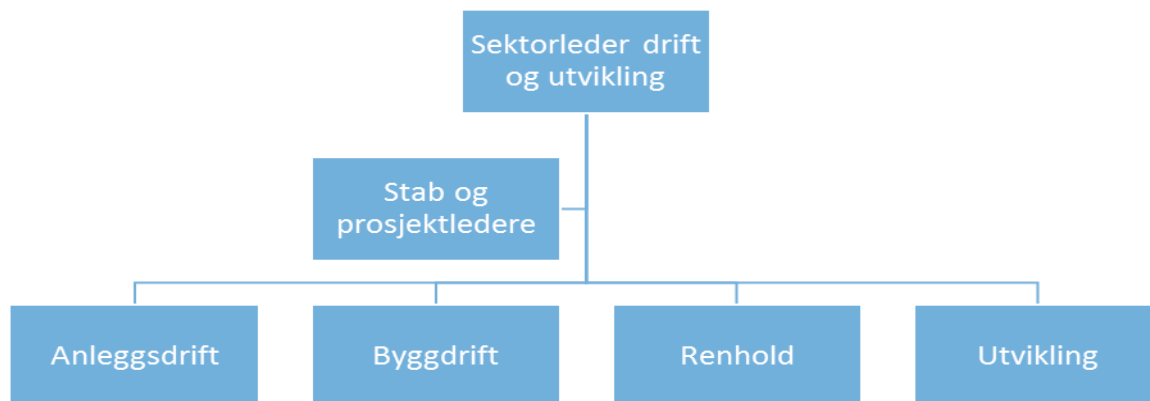 Sektorleder drift
og utvikling
Stab og
prosjektledere
Anleggsdrift
Byggdrift
Renhold
Utvikling